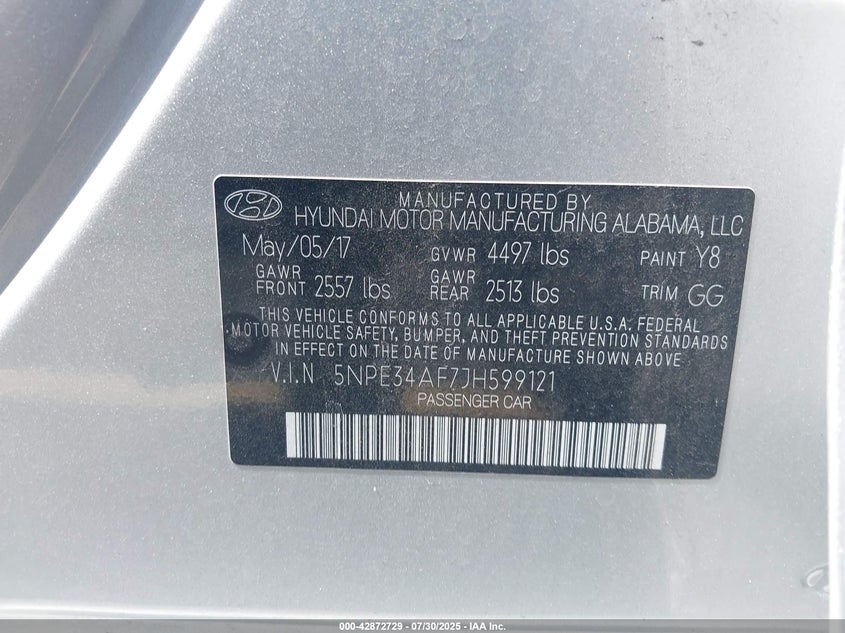 MANUFACTURED BY
HYUNDAI MOTOR MANUFACTURING ALABAMA, LLC
May/05/17 GVWR 4497 lbs PAINT Y8
GAWR FRONT 2557 lbs GAWR REAR 2513 lbs TRIM GG
THIS VEHICLE CONFORMS TO ALL APPLICABLE U.S.A. FEDERAL
MOTOR VEHICLE SAFETY, BUMPER, AND THEFT PREVENTION STANDARDS
IN EFFECT ON THE DATE OF MANUFACTURE SHOWN ABOVE
V.I.N 5NPE34AF7JH599121
PASSENGER CAR
000-42872729 - 07/30/2025 - IAA Inc.